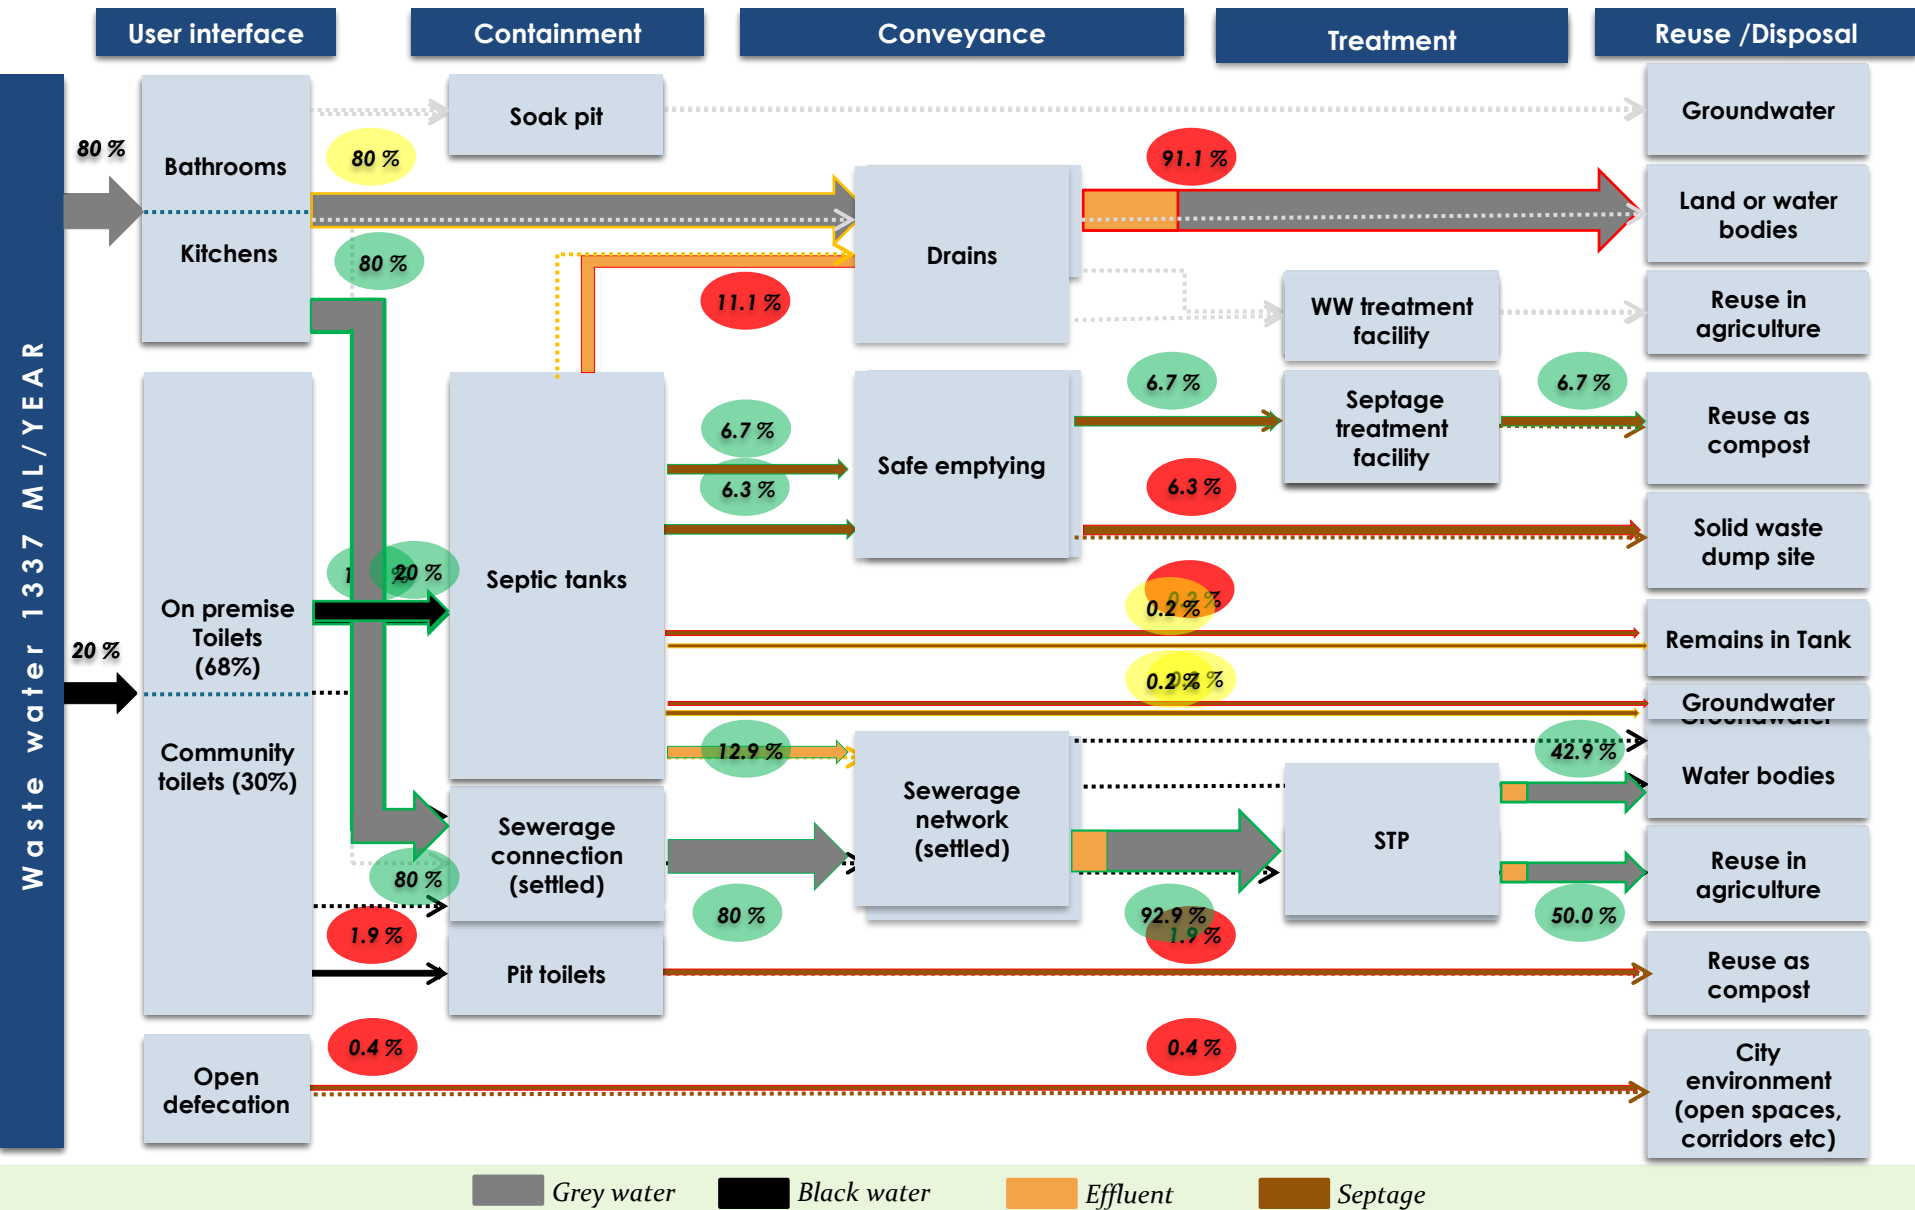 User interface
Containment
Conveyance
Treatment
Reuse /Disposal
Waste water 1337 ML/YEAR
80 %
20 %
Bathrooms
Kitchens
On premise
Toilets
(68%)
Community
toilets (30%)
Open
defecation
80 %
80 %
20 %
80 %
1.9 %
0.4 %
Soak pit
Septic tanks
Sewerage
connection
(settled)
Pit toilets
11.1 %
6.7 %
6.3 %
12.9 %
80 %
Drains
Safe emptying
Sewerage
network
(settled)
91.1 %
6.7 %
6.3 %
0.2 %
0.2 %
92.9 %
1.9 %
0.4 %
WW treatment
facility
Septage
treatment
facility
STP
6.7 %
42.9 %
50.0 %
Groundwater
Land or water
bodies
Reuse in
agriculture
Reuse as
compost
Solid waste
dump site
Remains in Tank
Groundwater
Groundwater
Water bodies
Reuse in
agriculture
Reuse as
compost
City
environment
(open spaces,
corridors etc)
Grey water
Black water
Effluent
Septage